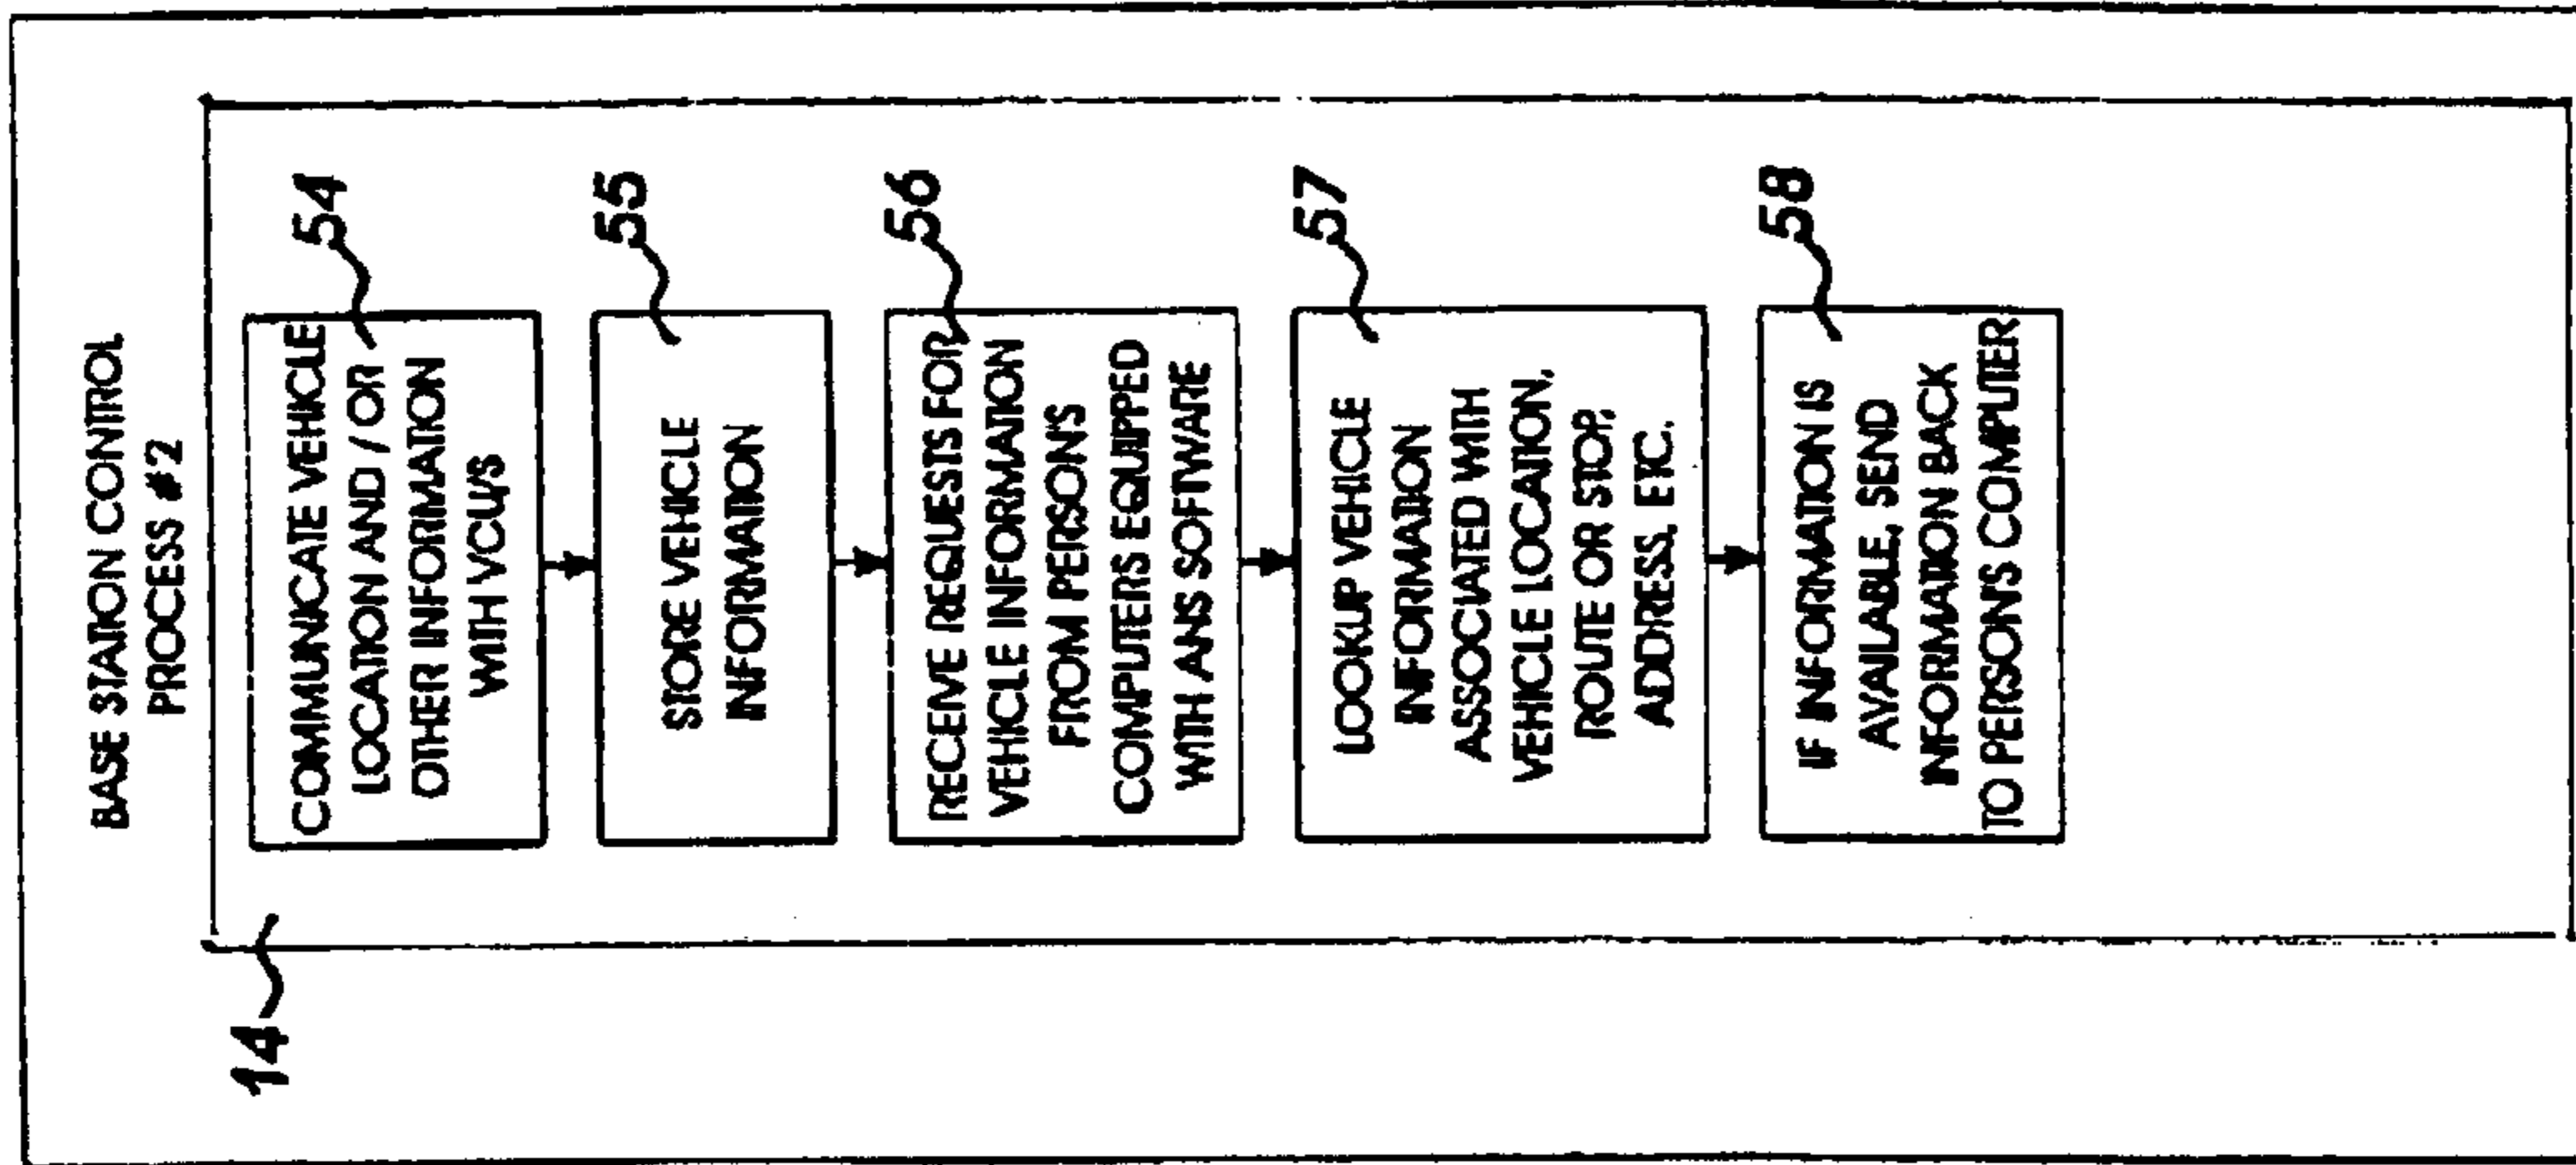 BASE STATION CONTROL
PROCESS #2
14
COMMUNICATE VEHICLE
LOCATION AND / OR
OTHER INFORMATION
WITH VCU/S
54
STORE VEHICLE
INFORMATION
55
RECEIVE REQUESTS FOR
VEHICLE INFORMATION
FROM PERSON'S
COMPUTERS EQUIPPED
WITH ANS SOFTWARE
56
LOOKUP VEHICLE
INFORMATION
ASSOCIATED WITH
VEHICLE LOCATION,
ROUTE OR STOP,
ADDRESS, ETC.
57
IF INFORMATION IS
AVAILABLE, SEND
INFORMATION BACK
TO PERSON'S COMPUTER
58